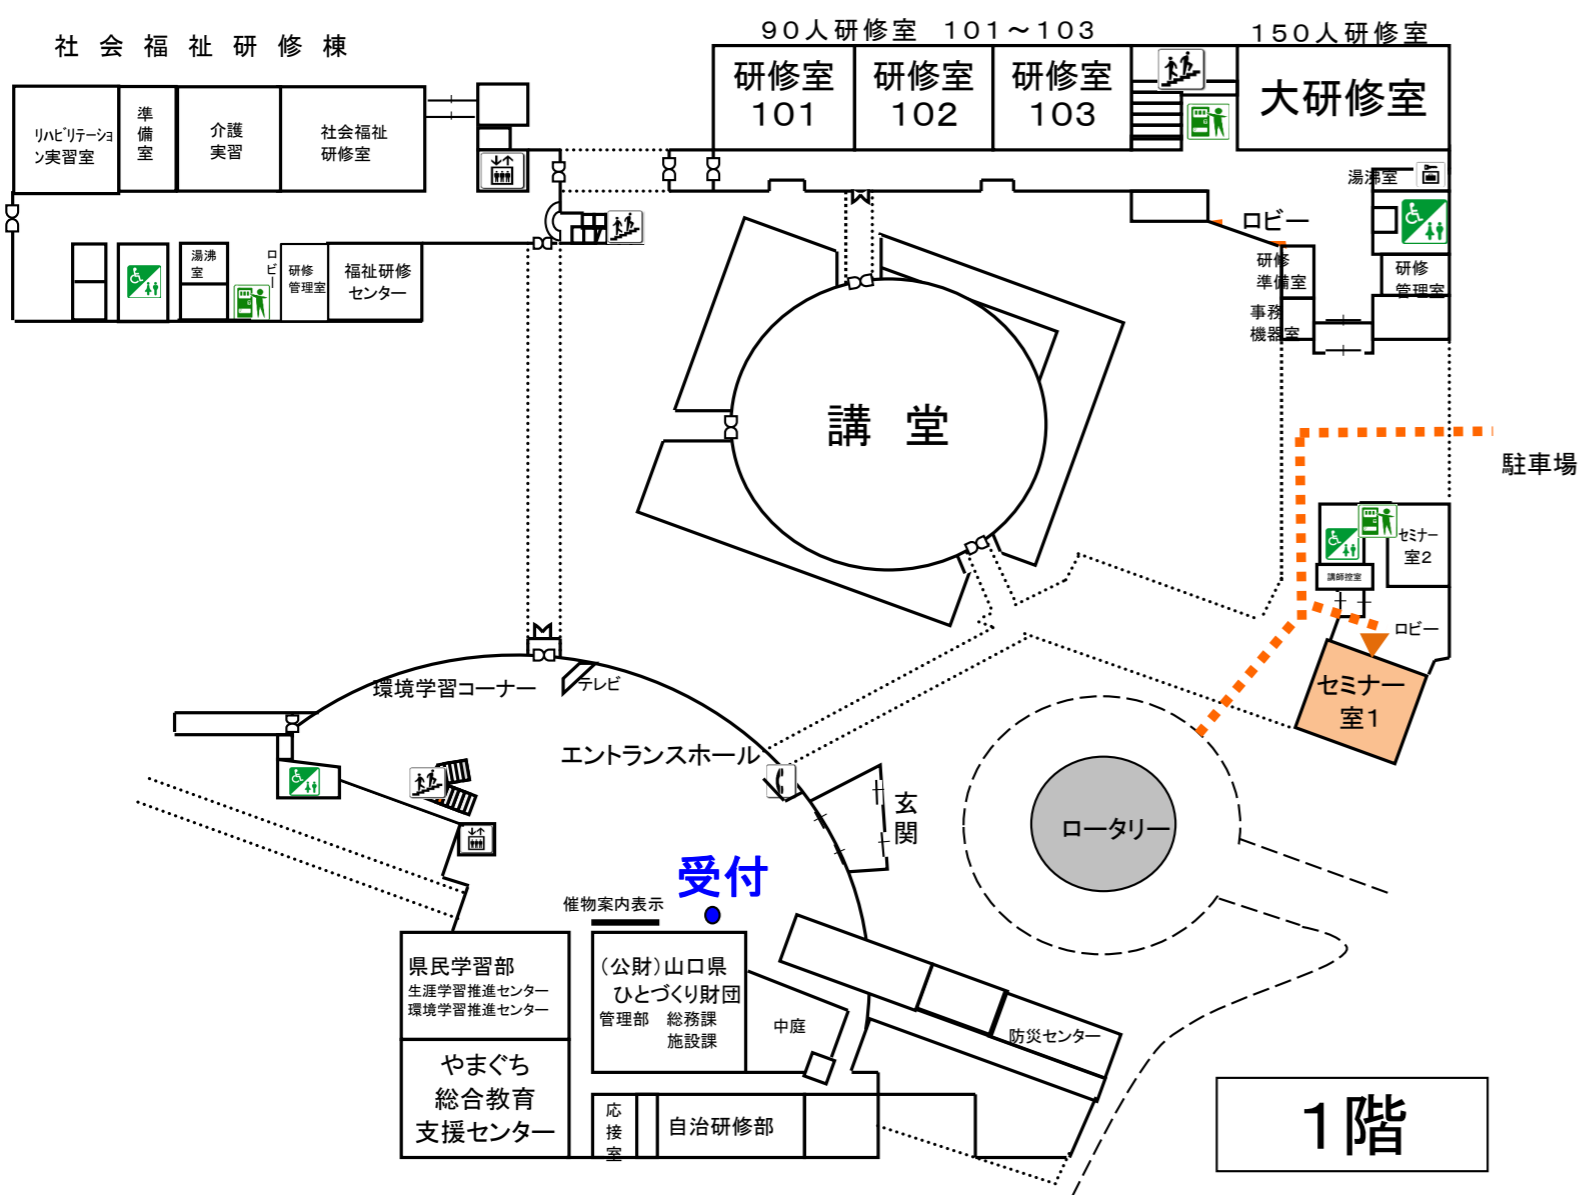 社会福祉研修棟
90人研修室 101～103
150人研修室
リハビリテーショ
ン実習室
準
備
室
介護
実習
社会福祉
研修室
研修室
101
研修室
102
研修室
103
大研修室
湯沸室
ロビー
湯沸
室
ロ
ビ
ー
研修
管理室
福祉研修
センター
研修
準備室
研修
管理室
事務
機器室
講堂
駐車場
セミナー
室2
講師控室
ロビー
セミナー
室1
環境学習コーナー
テレビ
エントランスホール
玄
関
ロータリー
受付
催物案内表示
県民学習部
生涯学習推進センター
環境学習推進センター
(公財)山口県
ひとづくり財団
管理部 総務課
施設課
中庭
防災センター
やまぐち
総合教育
支援センター
応
接
室
自治研修部
1階